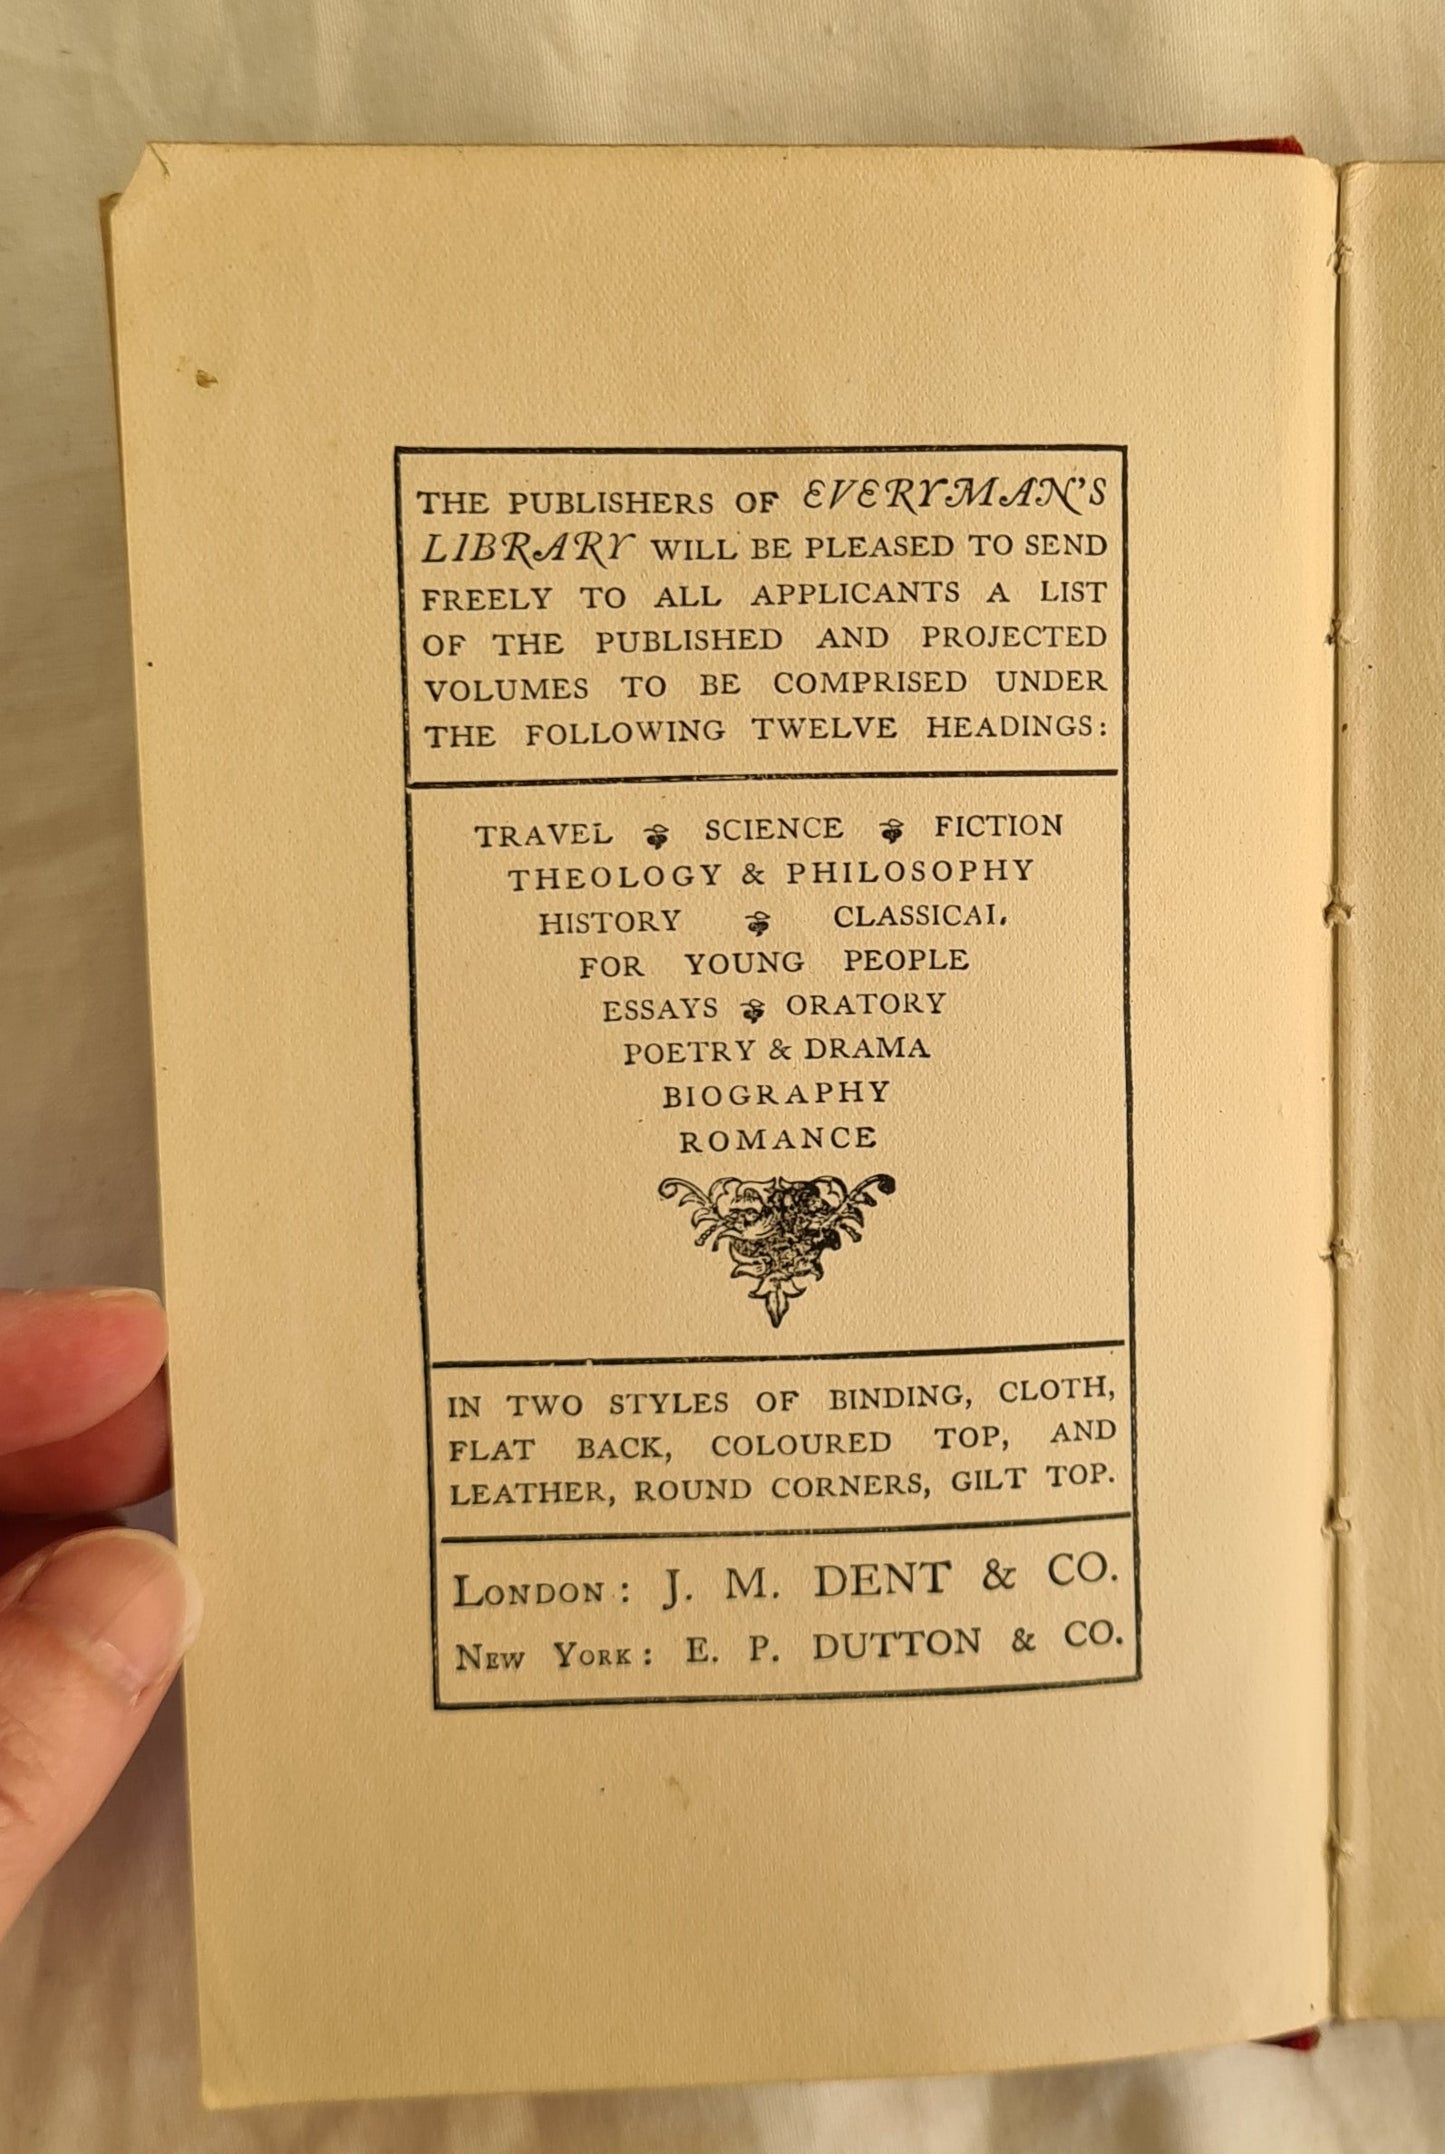 THE PUBLISHERS OF EVERYMAN'S
LIBRARY WILL BE PLEASED TO SEND
FREELY TO ALL APPLICANTS A LIST
OF THE PUBLISHED AND PROJECTED
VOLUMES TO BE COMPRISED UNDER
THE FOLLOWING TWELVE HEADINGS:
TRAVEL SCIENCE FICTION
THEOLOGY & PHILOSOPHY
HISTORY CLASSICAL
FOR YOUNG PEOPLE
ESSAYS ORATORY
POETRY & DRAMA
BIOGRAPHY
ROMANCE
IN TWO STYLES OF BINDING, CLOTH,
FLAT BACK, COLOURED TOP, AND
LEATHER, ROUND CORNERS, GILT TOP.
LONDON: J. M. DENT & CO.
NEW YORK: E. P. DUTTON & CO.